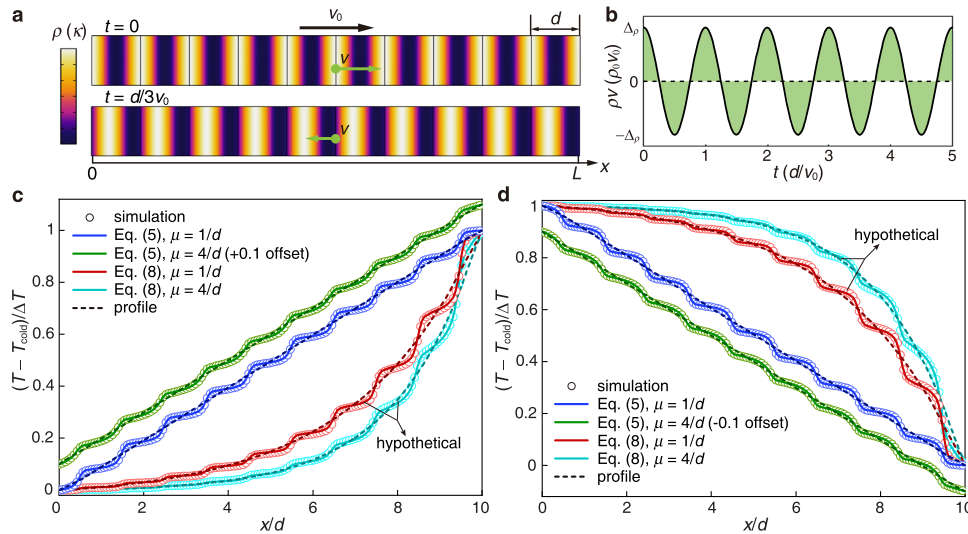 a
ρ (κ)
t = 0
v₀
d
v
t = d/3v₀
v
0
L
x
b
ρv (ρ₀v₀)
Δρ
0
−Δρ
0 1 2 3 4 5
t (d/v₀)
c
(T − Tcold)/ΔT
1
0.8
0.6
0.4
0.2
0
simulation
Eq. (5), μ = 1/d
Eq. (5), μ = 4/d (+0.1 offset)
Eq. (8), μ = 1/d
Eq. (8), μ = 4/d
profile
hypothetical
0 2 4 6 8 10
x/d
d
(T − Tcold)/ΔT
1
0.8
0.6
0.4
0.2
0
hypothetical
simulation
Eq. (5), μ = 1/d
Eq. (5), μ = 4/d (-0.1 offset)
Eq. (8), μ = 1/d
Eq. (8), μ = 4/d
profile
0 2 4 6 8 10
x/d